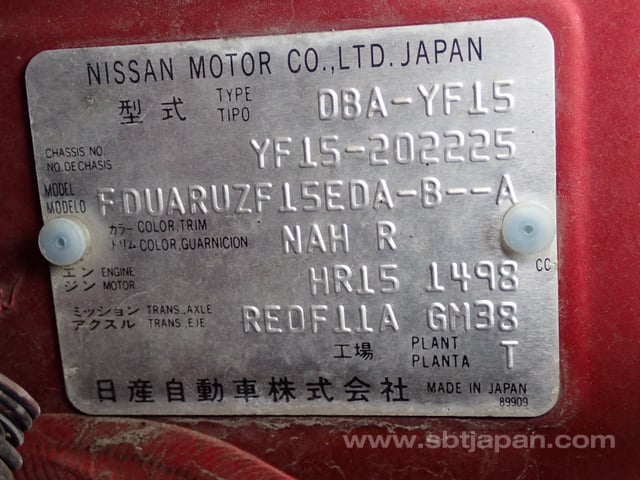 NISSAN MOTOR CO.,LTD. JAPAN
型式 TYPE TIPO DBA-YF15
CHASSIS NO. NO. DE CHASIS YF15-202225
MODEL MODELO FDUARUZF15EDA-B--A
カラー COLOR,TRIM
トリム COLOR,GUARNICION NAH R
エンジン ENGINE MOTOR HR15 1498 CC
ミッション TRANS.,AXLE
アクスル TRANS.,EJE RE0F11A GM38
工場 PLANT PLANTA T
日産自動車株式会社 MADE IN JAPAN
89909
www.sbtjapan.com